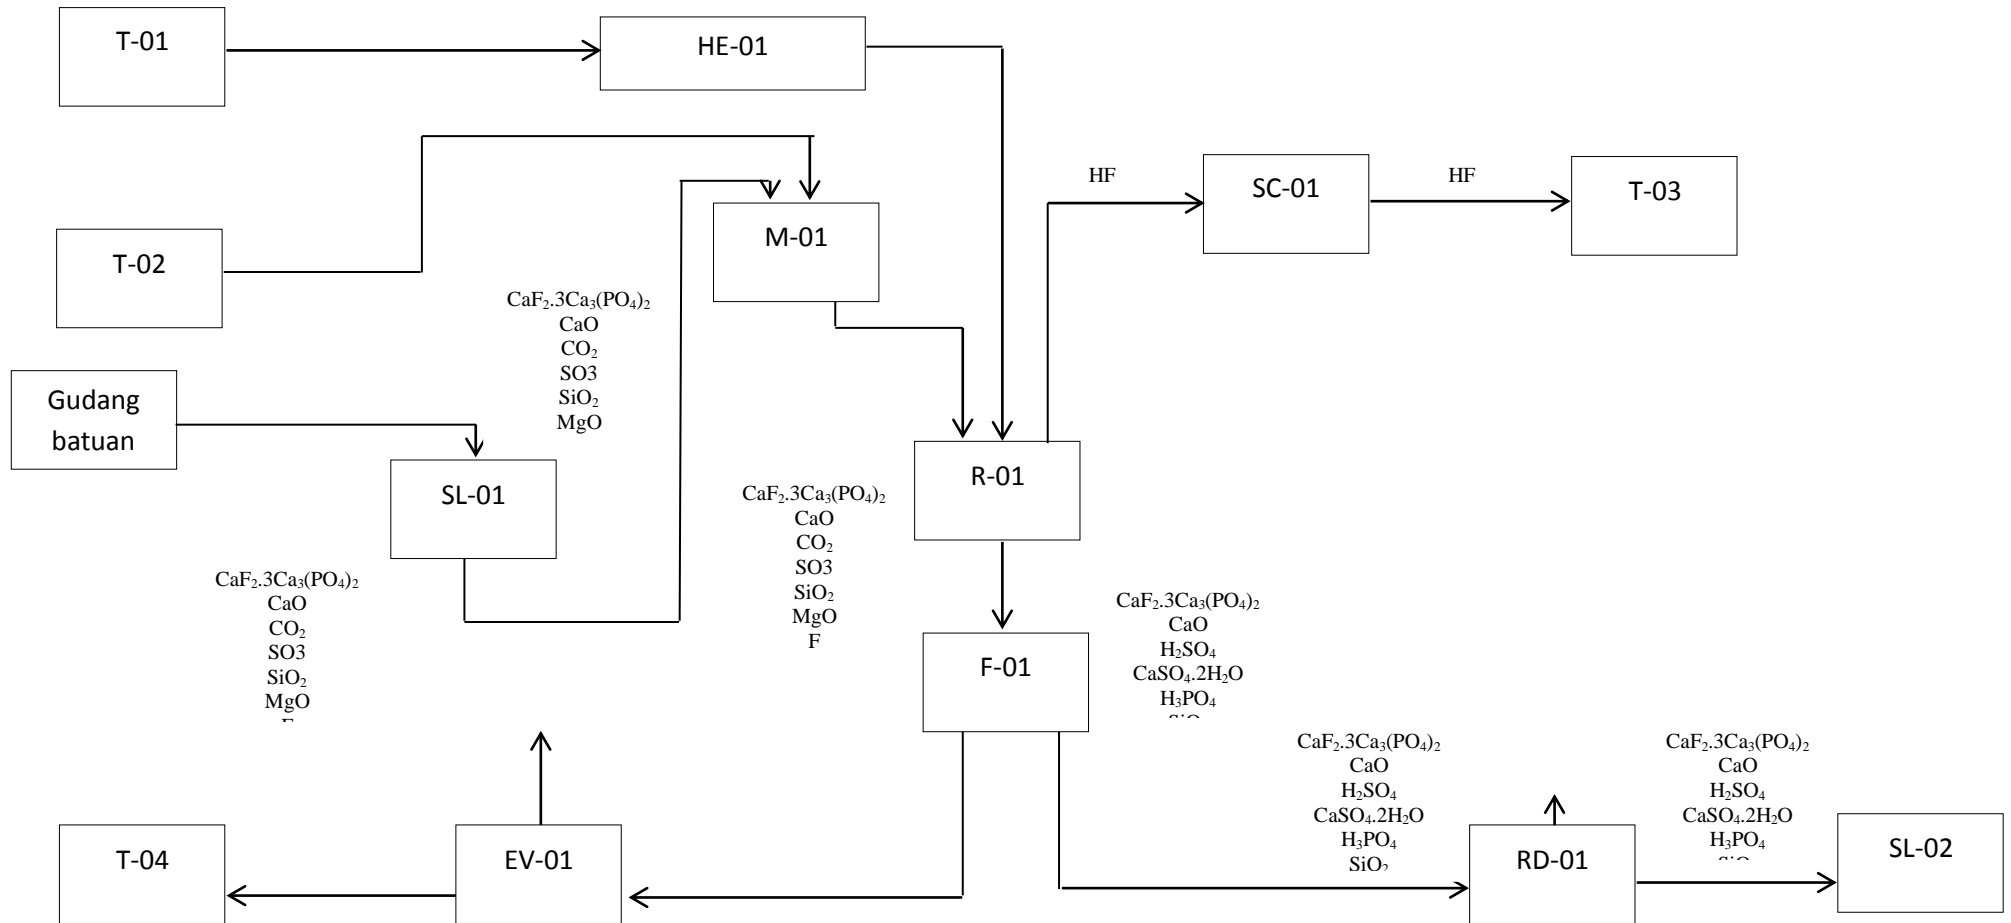 T-01
HE-01
T-02
M-01
HF
SC-01
HF
T-03
CaF₂.3Ca₃(PO₄)₂
CaO
CO₂
SO3
SiO₂
MgO
Gudang
batuan
SL-01
R-01
CaF₂.3Ca₃(PO₄)₂
CaO
CO₂
SO3
SiO₂
MgO
F
CaF₂.3Ca₃(PO₄)₂
CaO
CO₂
SO3
SiO₂
MgO
F-01
CaF₂.3Ca₃(PO₄)₂
CaO
H₂SO₄
CaSO₄.2H₂O
H₃PO₄
CaF₂.3Ca₃(PO₄)₂
CaO
H₂SO₄
CaSO₄.2H₂O
H₃PO₄
SiO₂
CaF₂.3Ca₃(PO₄)₂
CaO
H₂SO₄
CaSO₄.2H₂O
H₃PO₄
T-04
EV-01
RD-01
SL-02